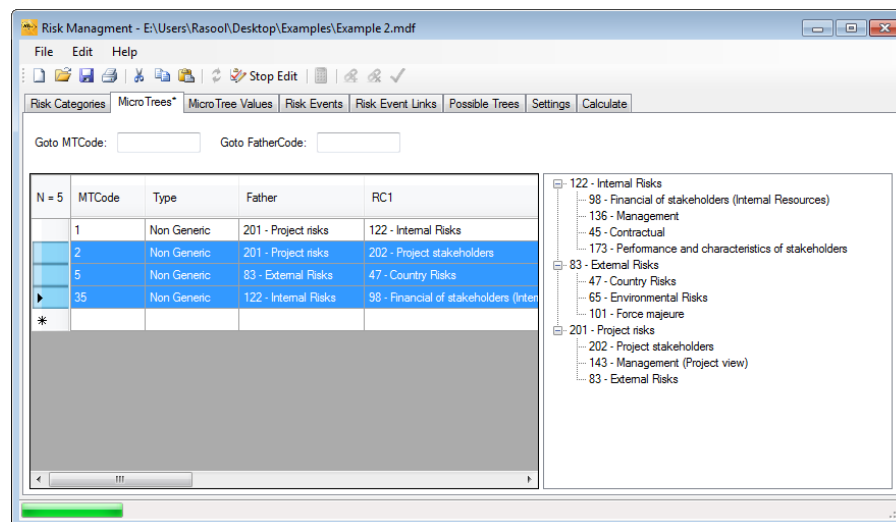 Risk Managment - E:\Users\Rasool\Desktop\Examples\Example 2.mdf
File Edit Help
Stop Edit
Risk Categories MicroTrees* MicroTree Values Risk Events Risk Event Links Possible Trees Settings Calculate
Goto MTCode: Goto FatherCode:
N = 5 MTCode Type Father RC1
1 Non Generic 201 - Project risks 122 - Internal Risks
2 Non Generic 201 - Project risks 202 - Project stakeholders
5 Non Generic 83 - External Risks 47 - Country Risks
35 Non Generic 122 - Internal Risks 98 - Financial of stakeholders (Inter
122 - Internal Risks
98 - Financial of stakeholders (Internal Resources)
136 - Management
45 - Contractual
173 - Performance and characteristics of stakeholders
83 - External Risks
47 - Country Risks
65 - Environmental Risks
101 - Force majeure
201 - Project risks
202 - Project stakeholders
143 - Management (Project view)
83 - External Risks